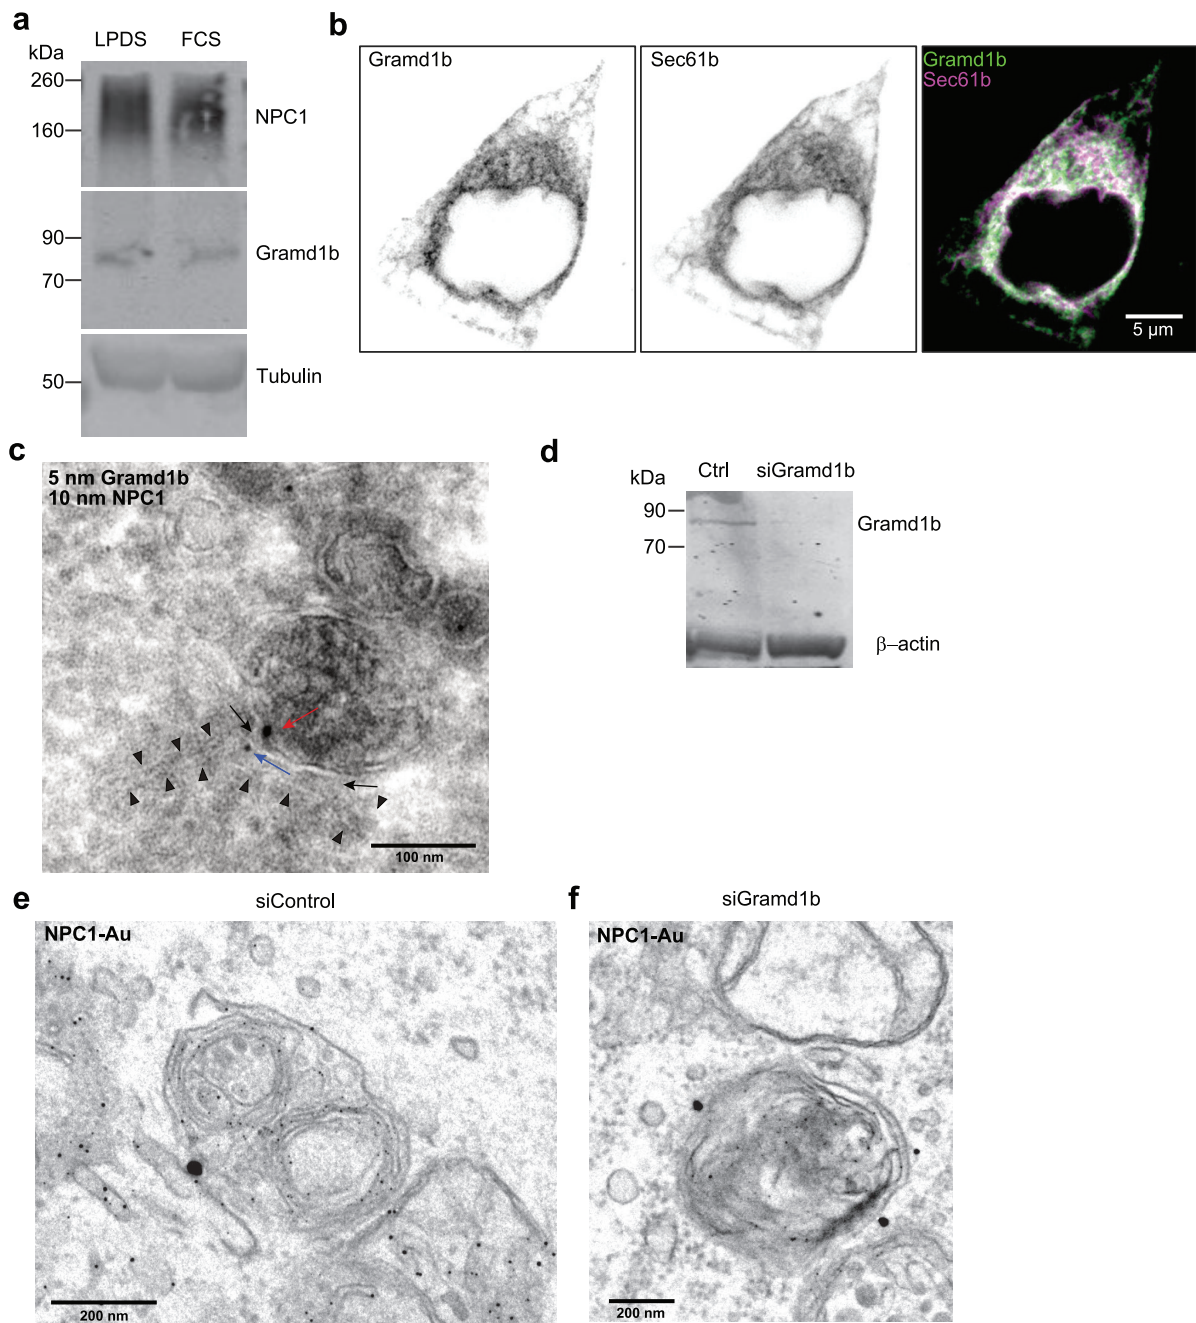 a
LPDS FCS
kDa
260
160
NPC1
90
70
Gramd1b
50
Tubulin
b
Gramd1b
Sec61b
Gramd1b
Sec61b
5 µm
c
5 nm Gramd1b
10 nm NPC1
100 nm
d
Ctrl siGramd1b
kDa
90
70
Gramd1b
β–actin
e
siControl
NPC1-Au
200 nm
f
siGramd1b
NPC1-Au
200 nm